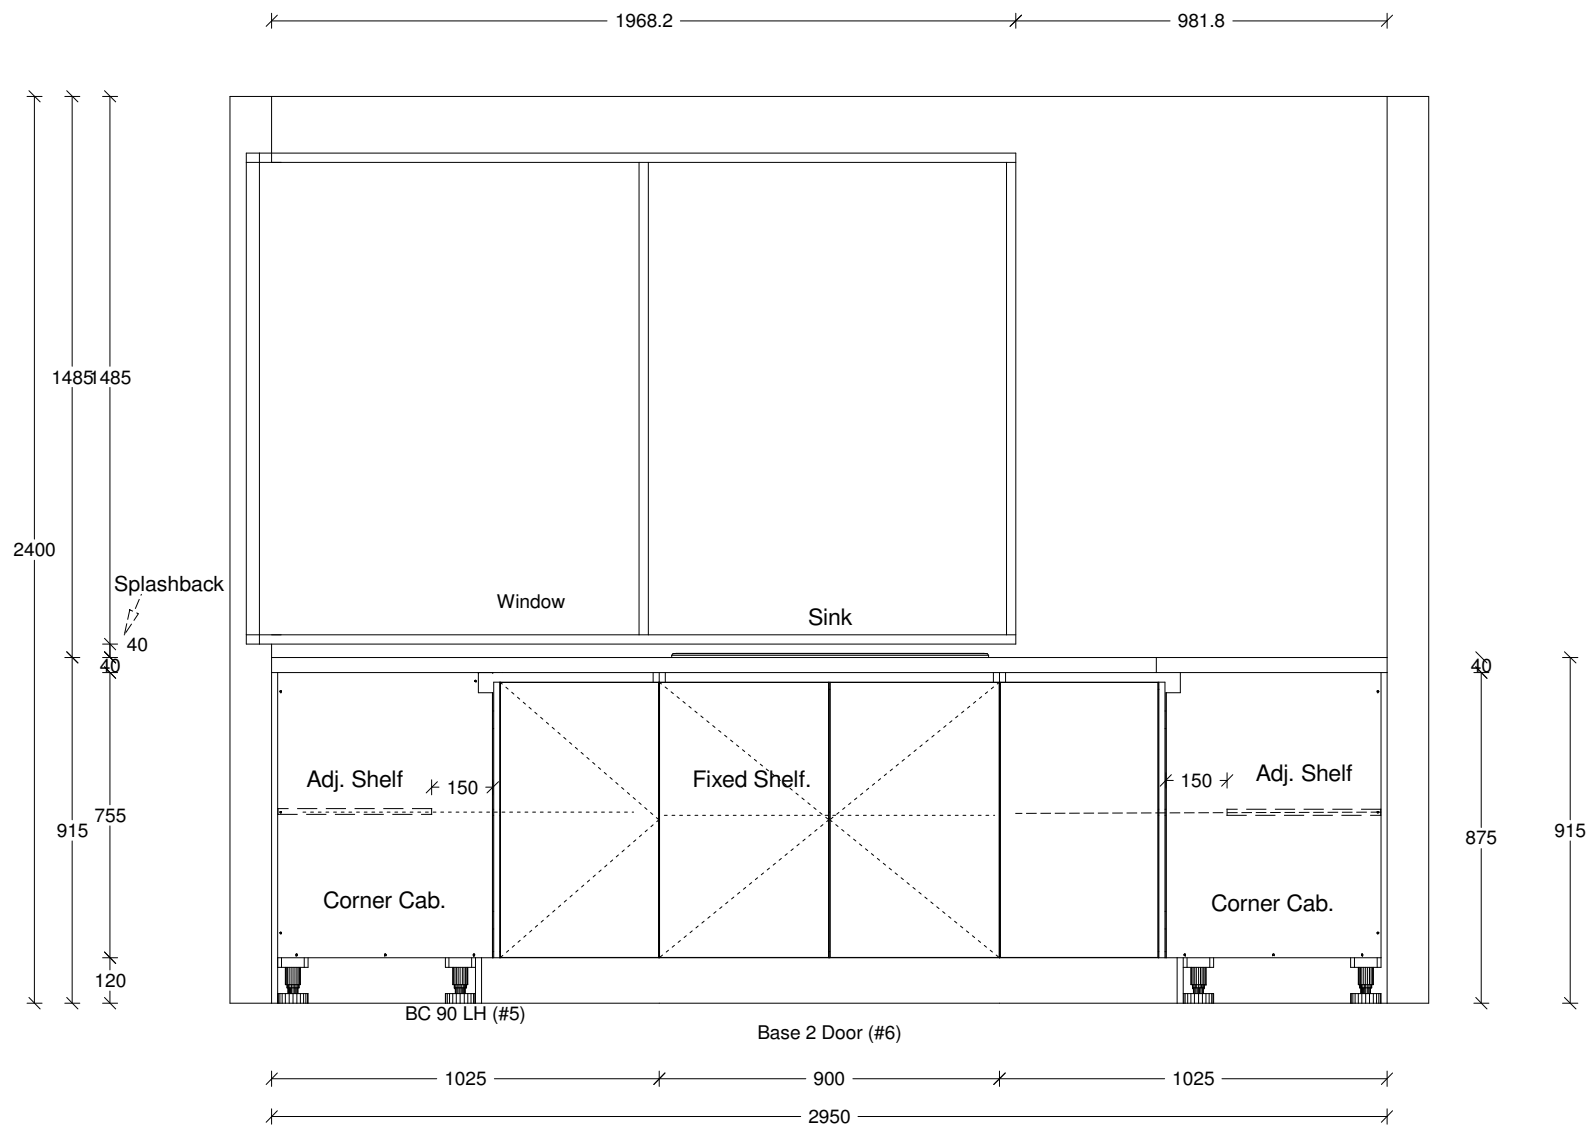 1968.2
981.8
1485
1485
2400
Splashback
Window
Sink
40
40
40
Adj. Shelf
150
Fixed Shelf.
150
Adj. Shelf
755
915
875
915
Corner Cab.
Corner Cab.
120
BC 90 LH (#5)
Base 2 Door (#6)
1025
900
1025
2950